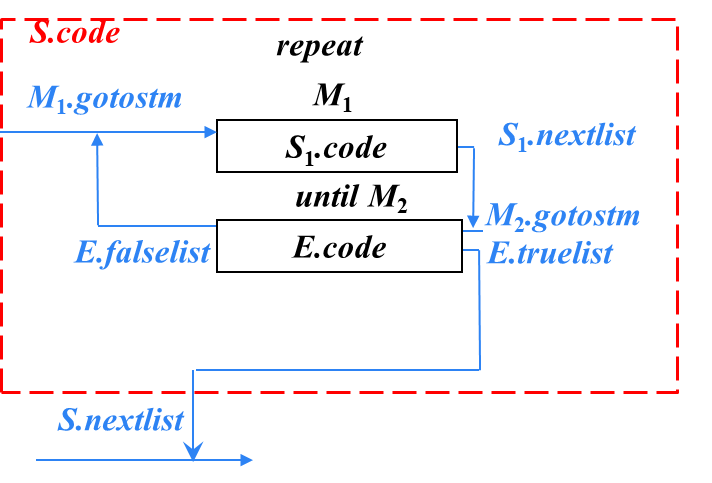 S.code
repeat
M₁.gotostm
M₁
S₁.code
S₁.nextlist
until M₂
M₂.gotostm
E.falselist
E.code
E.truelist
S.nextlist